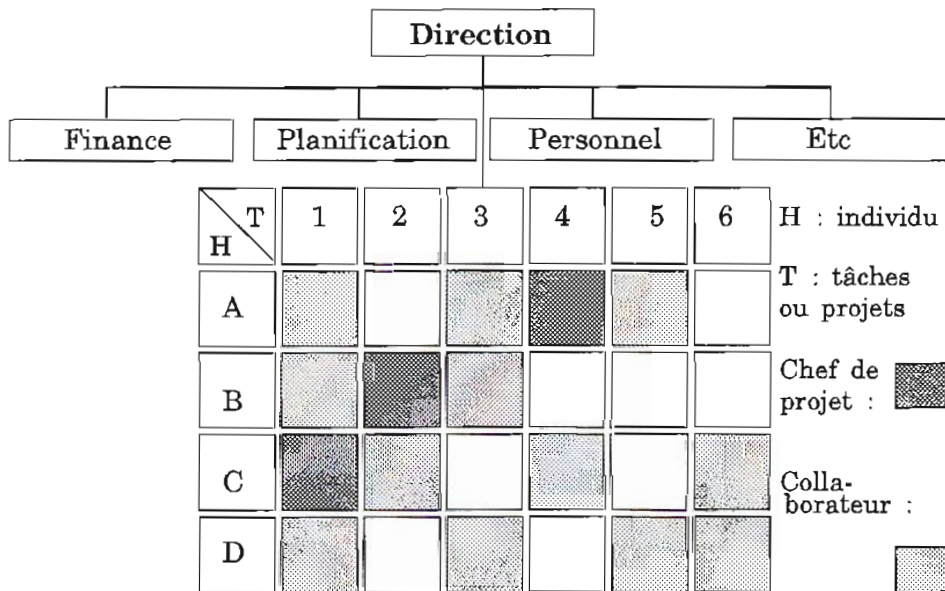 Direction
Finance Planification Personnel Etc
T 1 2 3 4 5 6 H : individu
H
A T : tâches
ou projets
B Chef de
projet :
C Colla-
borateur :
D